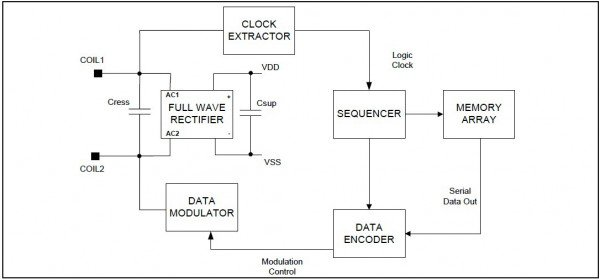 CLOCK
EXTRACTOR
COIL1
Logic
Clock
AC1
VDD
+
Cress
FULL WAVE
RECTIFIER
Csup
SEQUENCER
MEMORY
ARRAY
AC2
-
COIL2
VSS
DATA
MODULATOR
Serial
Data Out
DATA
ENCODER
Modulation
Control